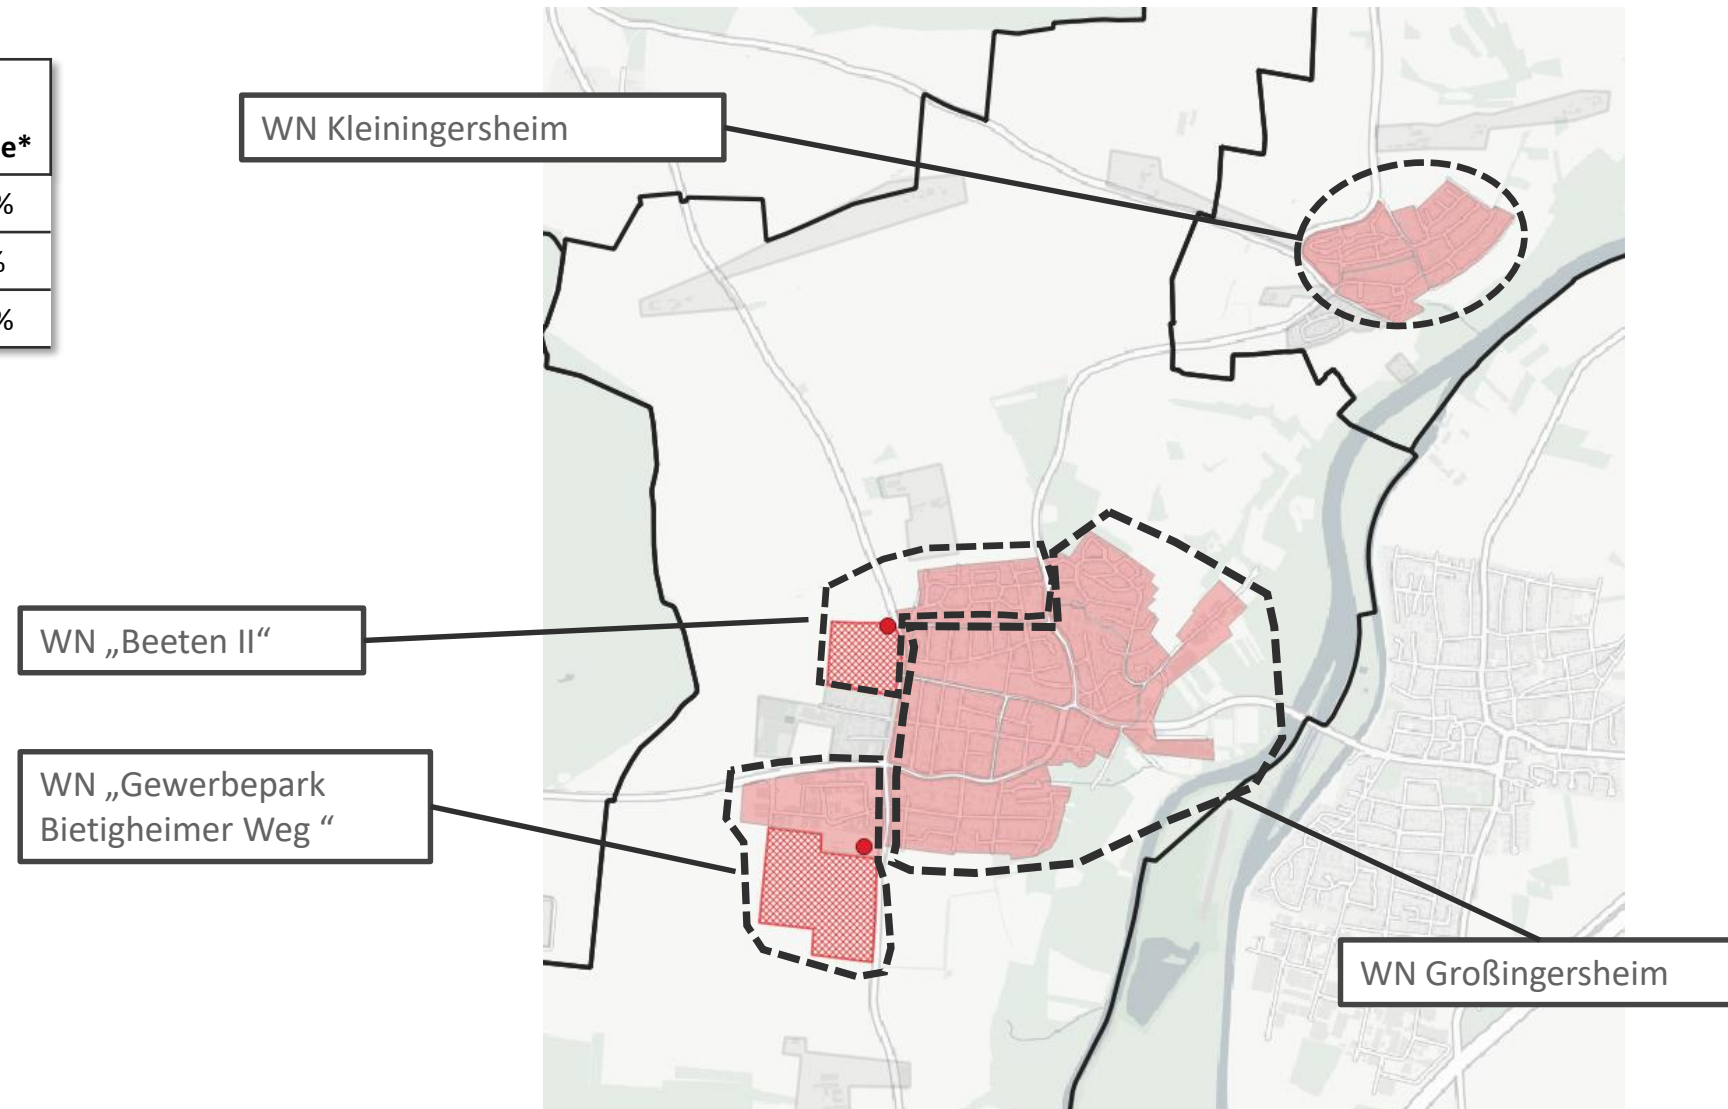 e*
%
%
%
WN Kleiningersheim
WN „Beeten II“
WN „Gewerbepark
Bietigheimer Weg “
WN Großingersheim